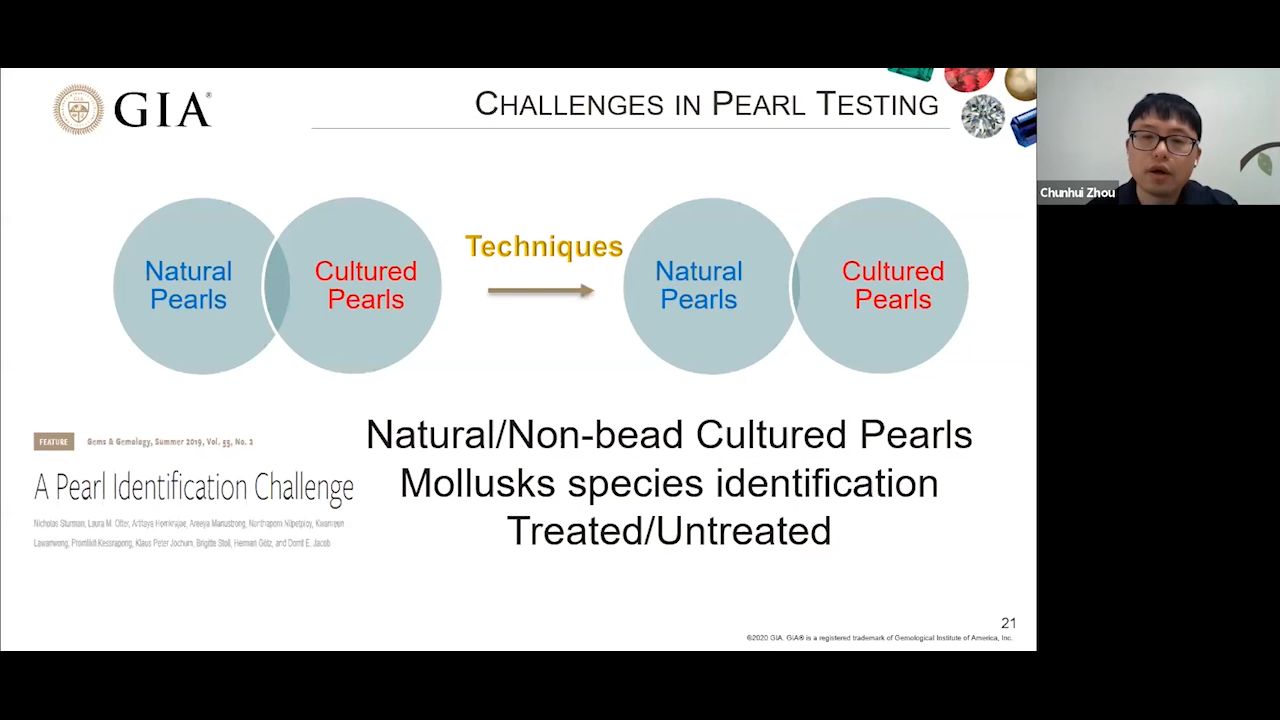 GIA®
CHALLENGES IN PEARL TESTING
Chunhui Zhou
Natural
Pearls
Cultured
Pearls
Techniques
Natural
Pearls
Cultured
Pearls
FEATURE
Gems & Gemology, Summer 2019, Vol. 55, No. 2
A Pearl Identification Challenge
Nicholas Sturman, Laura M. Otter, Artitaya Homkrajae, Areeya Manustrong, Nanthaporn Nilpetploy, Kwanreun
Lawanwong, Promlikit Kessrapong, Klaus Peter Jochum, Brigitte Stoll, Hermann Götz, and Dorrit E. Jacob
Natural/Non-bead Cultured Pearls
Mollusks species identification
Treated/Untreated
21
©2020 GIA. GIA® is a registered trademark of Gemological Institute of America, Inc.